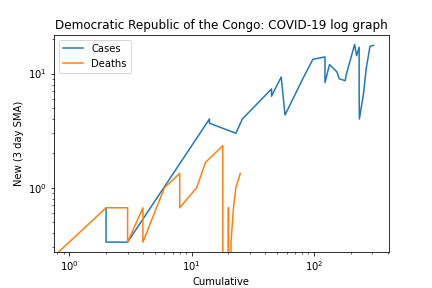 Democratic Republic of the Congo: COVID-19 log graph
Cases
Deaths
New (3 day SMA)
10¹
10⁰
10⁰ 10¹ 10²
Cumulative